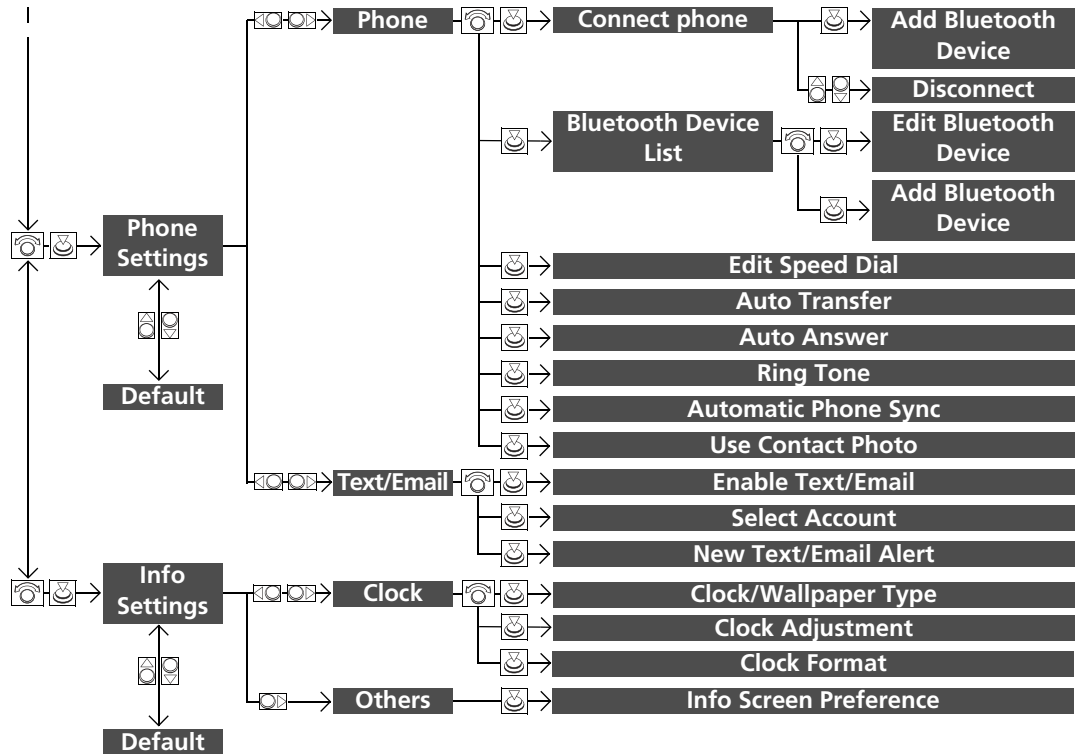 Phone
Connect phone
Add Bluetooth
Device
Disconnect
Bluetooth Device
List
Edit Bluetooth
Device
Add Bluetooth
Device
Phone
Settings
Default
Edit Speed Dial
Auto Transfer
Auto Answer
Ring Tone
Automatic Phone Sync
Use Contact Photo
Text/Email
Enable Text/Email
Select Account
New Text/Email Alert
Info
Settings
Default
Clock
Clock/Wallpaper Type
Clock Adjustment
Clock Format
Others
Info Screen Preference